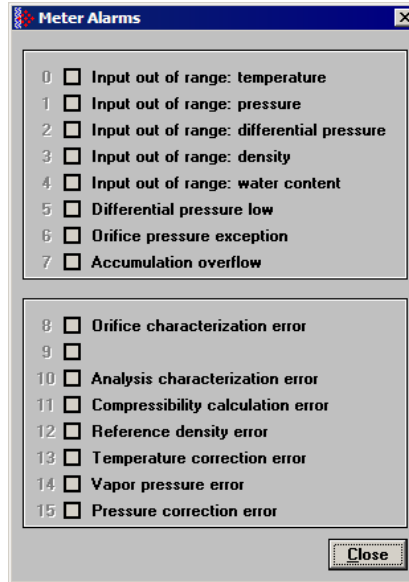 Meter Alarms
0 Input out of range: temperature
1 Input out of range: pressure
2 Input out of range: differential pressure
3 Input out of range: density
4 Input out of range: water content
5 Differential pressure low
6 Orifice pressure exception
7 Accumulation overflow
8 Orifice characterization error
9
10 Analysis characterization error
11 Compressibility calculation error
12 Reference density error
13 Temperature correction error
14 Vapor pressure error
15 Pressure correction error
Close